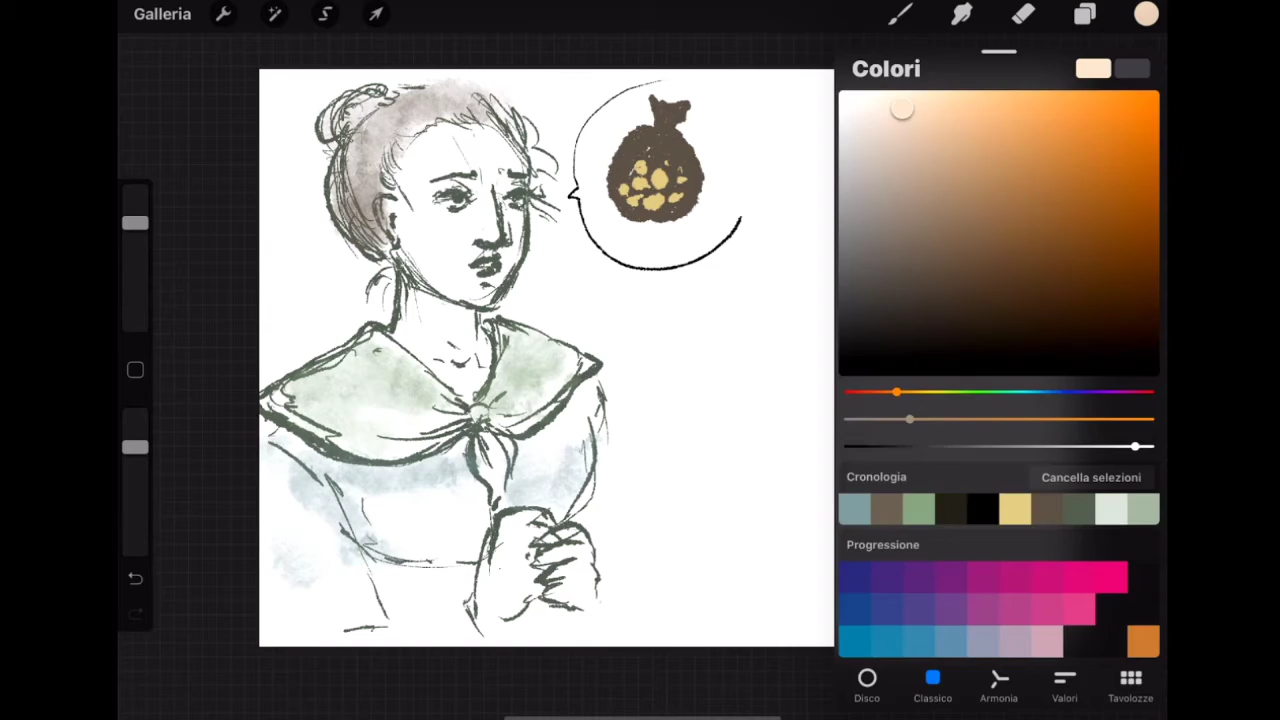 Galleria
Colori
Cronologia
Cancella selezioni
Progressione
Disco
Classico
Armonia
Valori
Tavolozze